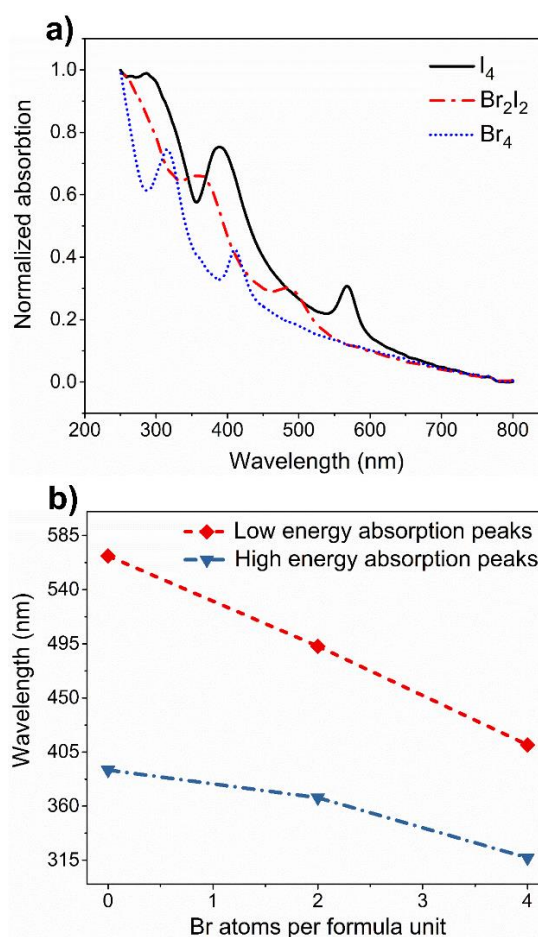 a)
I₄
Br₂I₂
Br₄
Normalized absorbtion
1.0
0.8
0.6
0.4
0.2
0.0
200 300 400 500 600 700 800
Wavelength (nm)
b)
Low energy absorption peaks
High energy absorption peaks
Wavelength (nm)
585
540
495
450
405
360
315
0 1 2 3 4
Br atoms per formula unit